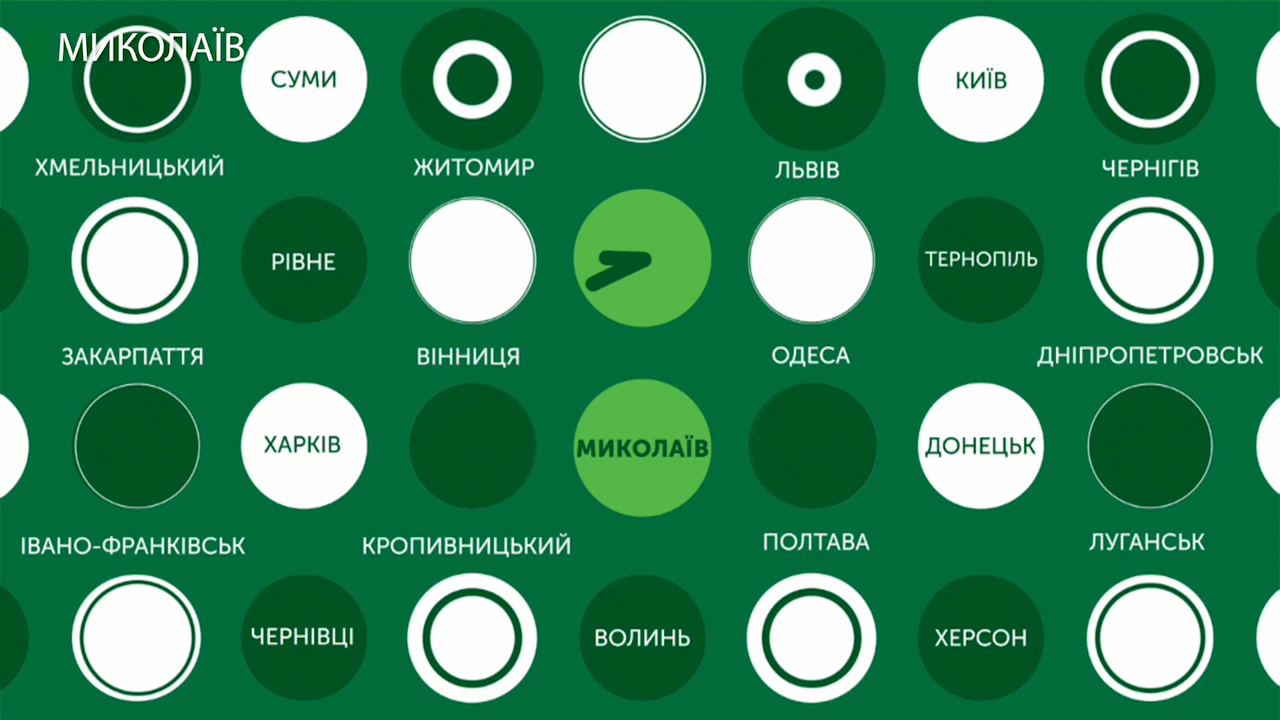 МИКОЛАЇВ
СУМИ
КИЇВ
ХМЕЛЬНИЦЬКИЙ
ЖИТОМИР
ЛЬВІВ
ЧЕРНІГІВ
РІВНЕ
ТЕРНОПІЛЬ
ЗАКАРПАТТЯ
ВІННИЦЯ
ОДЕСА
ДНІПРОПЕТРОВСЬК
ХАРКІВ
МИКОЛАЇВ
ДОНЕЦЬК
ІВАНО-ФРАНКІВСЬК
КРОПИВНИЦЬКИЙ
ПОЛТАВА
ЛУГАНСЬК
ЧЕРНІВЦІ
ВОЛИНЬ
ХЕРСОН